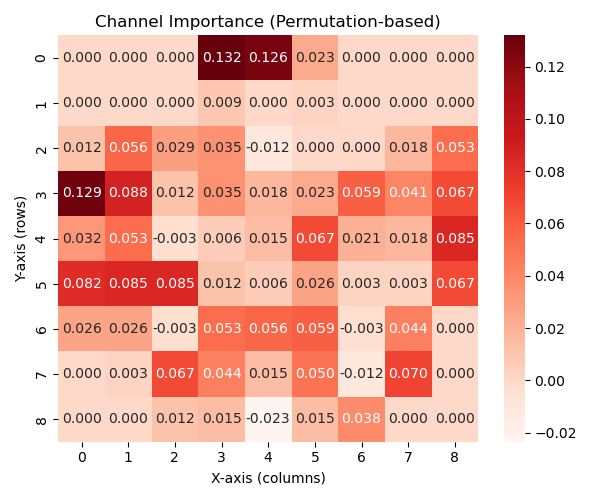 Channel Importance (Permutation-based)
0 0.000 0.000 0.000 0.132 0.126 0.023 0.000 0.000 0.000
1 0.000 0.000 0.000 0.009 0.000 0.003 0.000 0.000 0.000
2 0.012 0.056 0.029 0.035 -0.012 0.000 0.000 0.018 0.053
3 0.129 0.088 0.012 0.035 0.018 0.023 0.059 0.041 0.067
4 0.032 0.053 -0.003 0.006 0.015 0.067 0.021 0.018 0.085
5 0.082 0.085 0.085 0.012 0.006 0.026 0.003 0.003 0.067
6 0.026 0.026 -0.003 0.053 0.056 0.059 -0.003 0.044 0.000
7 0.000 0.003 0.067 0.044 0.015 0.050 -0.012 0.070 0.000
8 0.000 0.000 0.012 0.015 -0.023 0.015 0.038 0.000 0.000
0 1 2 3 4 5 6 7 8
X-axis (columns)
Y-axis (rows)
0.12
0.10
0.08
0.06
0.04
0.02
0.00
−0.02